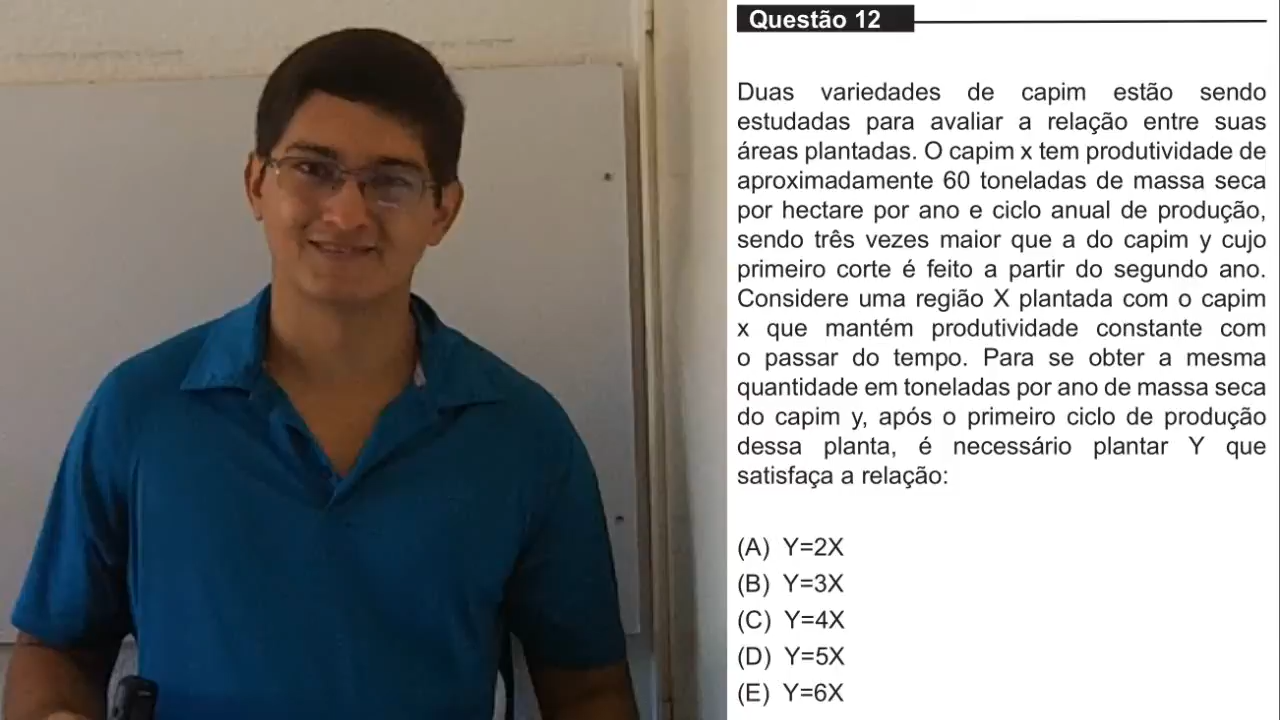 Questão 12
Duas variedades de capim estão sendo
estudadas para avaliar a relação entre suas
áreas plantadas. O capim x tem produtividade de
aproximadamente 60 toneladas de massa seca
por hectare por ano e ciclo anual de produção,
sendo três vezes maior que a do capim y cujo
primeiro corte é feito a partir do segundo ano.
Considere uma região X plantada com o capim
x que mantém produtividade constante com
o passar do tempo. Para se obter a mesma
quantidade em toneladas por ano de massa seca
do capim y, após o primeiro ciclo de produção
dessa planta, é necessário plantar Y que
satisfaça a relação:
(A) Y=2X
(B) Y=3X
(C) Y=4X
(D) Y=5X
(E) Y=6X